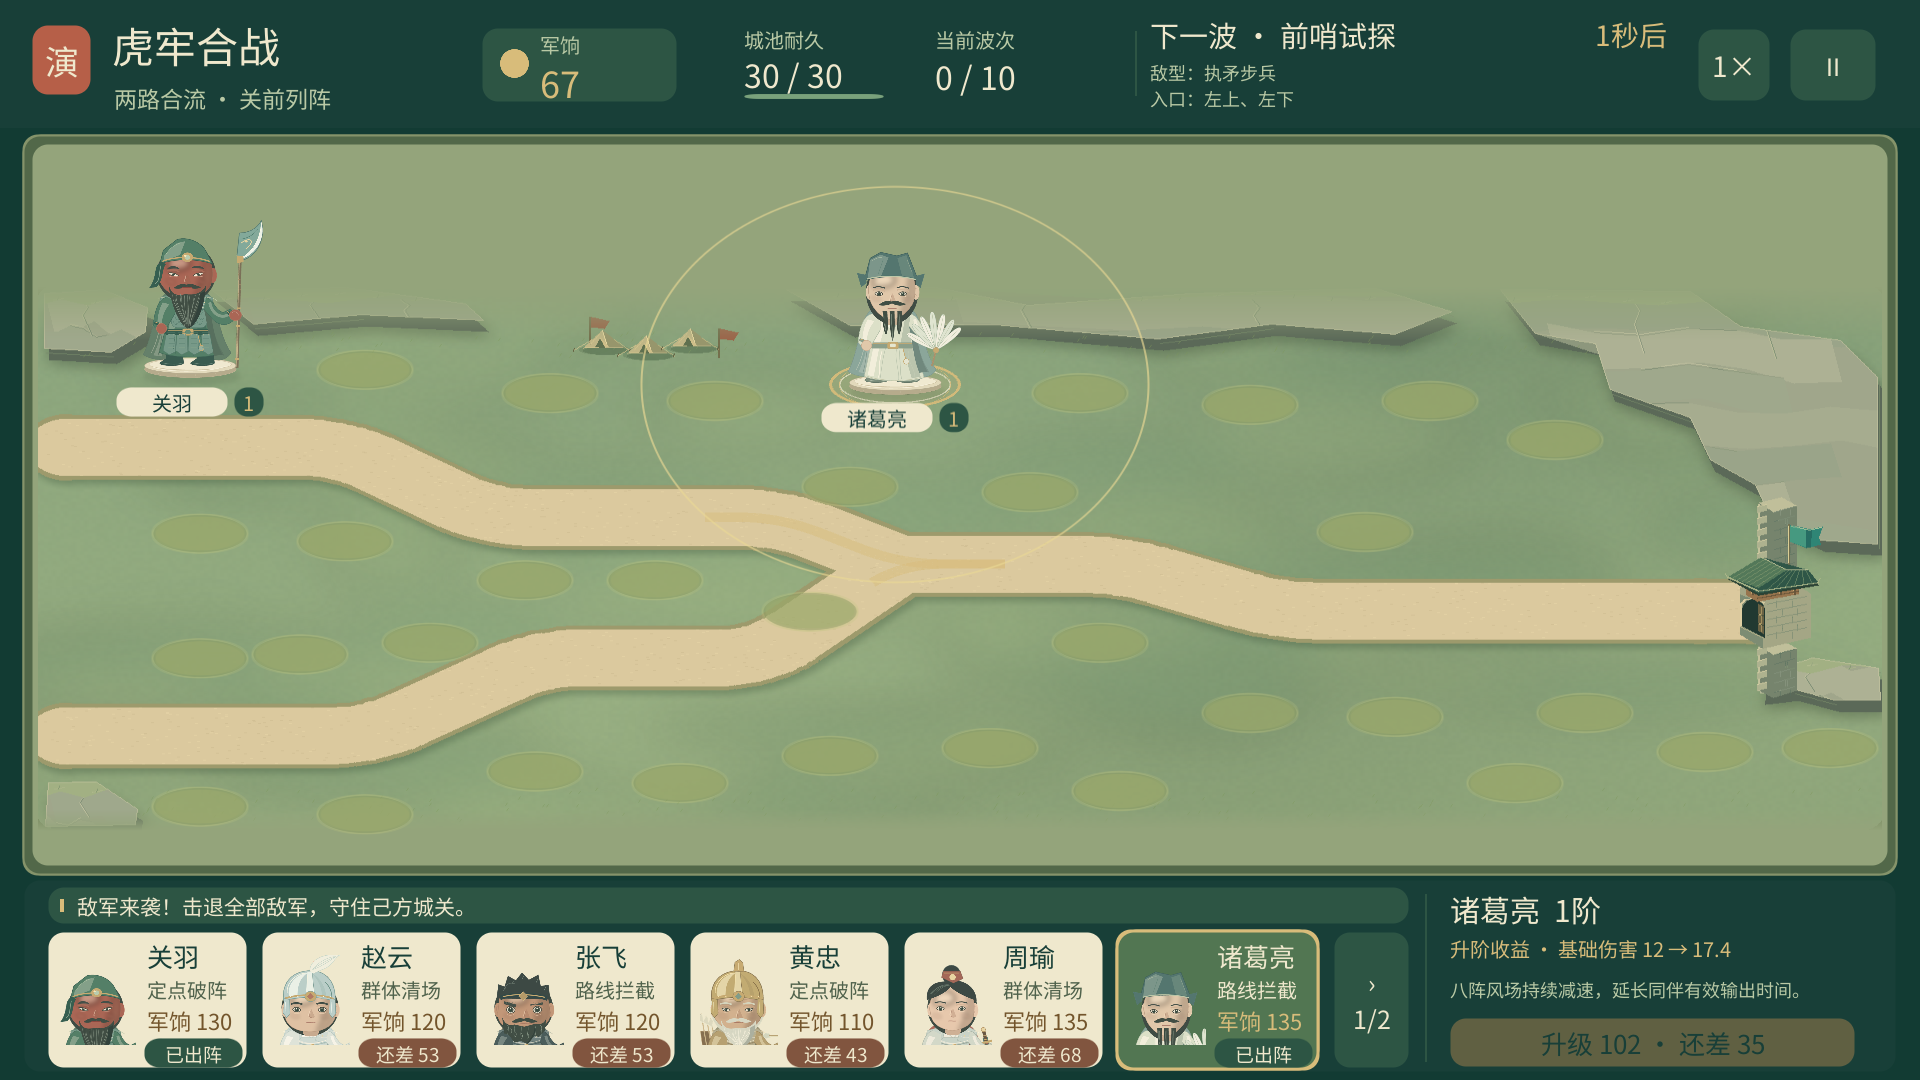 演
虎牢合战
两路合流 · 关前列阵
军饷
67
城池耐久
30 / 30
当前波次
0 / 10
下一波 · 前哨试探
1秒后
敌型：执矛步兵
入口：左上、左下
1×
II
关羽 1
诸葛亮 1
敌军来袭！击退全部敌军，守住己方城关。
关羽
定点破阵
军饷 130
已出阵
赵云
群体清场
军饷 120
还差 53
张飞
路线拦截
军饷 120
还差 53
黄忠
定点破阵
军饷 110
还差 43
周瑜
群体清场
军饷 135
还差 68
诸葛亮
路线拦截
军饷 135
已出阵
›
1/2
诸葛亮 1阶
升阶收益 · 基础伤害 12 → 17.4
八阵风场持续减速，延长同伴有效输出时间。
升级 102 · 还差 35